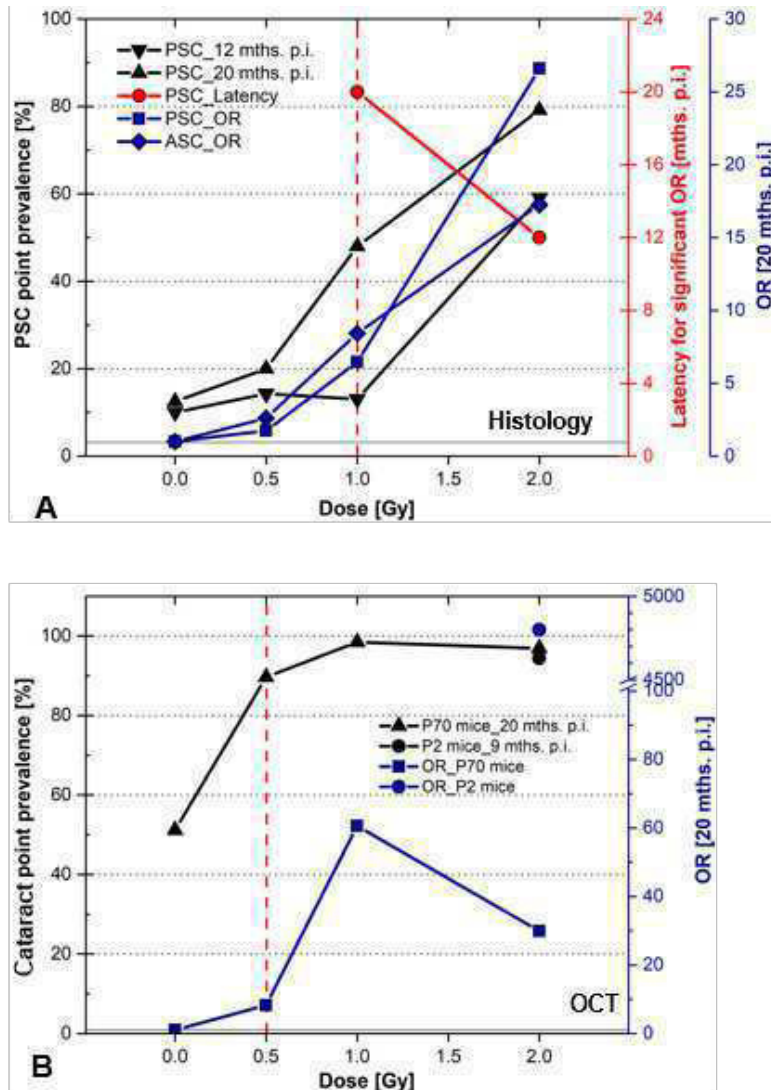 100
80
60
40
20
0
PSC point prevalence [%]
PSC_12 mths. p.i.
PSC_20 mths. p.i.
PSC_Latency
PSC_OR
ASC_OR
24
20
16
12
8
4
0
Latency for significant OR [mths. p.i.]
30
25
20
15
10
5
0
OR [20 mths. p.i.]
Histology
0.0 0.5 1.0 1.5 2.0
A
Dose [Gy]
100
80
60
40
20
0
Cataract point prevalence [%]
P70 mice_20 mths. p.i.
P2 mice_9 mths. p.i.
OR_P70 mice
OR_P2 mice
5000
4500
100
80
60
40
20
0
OR [20 mths. p.i.]
OCT
0.0 0.5 1.0 1.5 2.0
B
Dose [Gy]